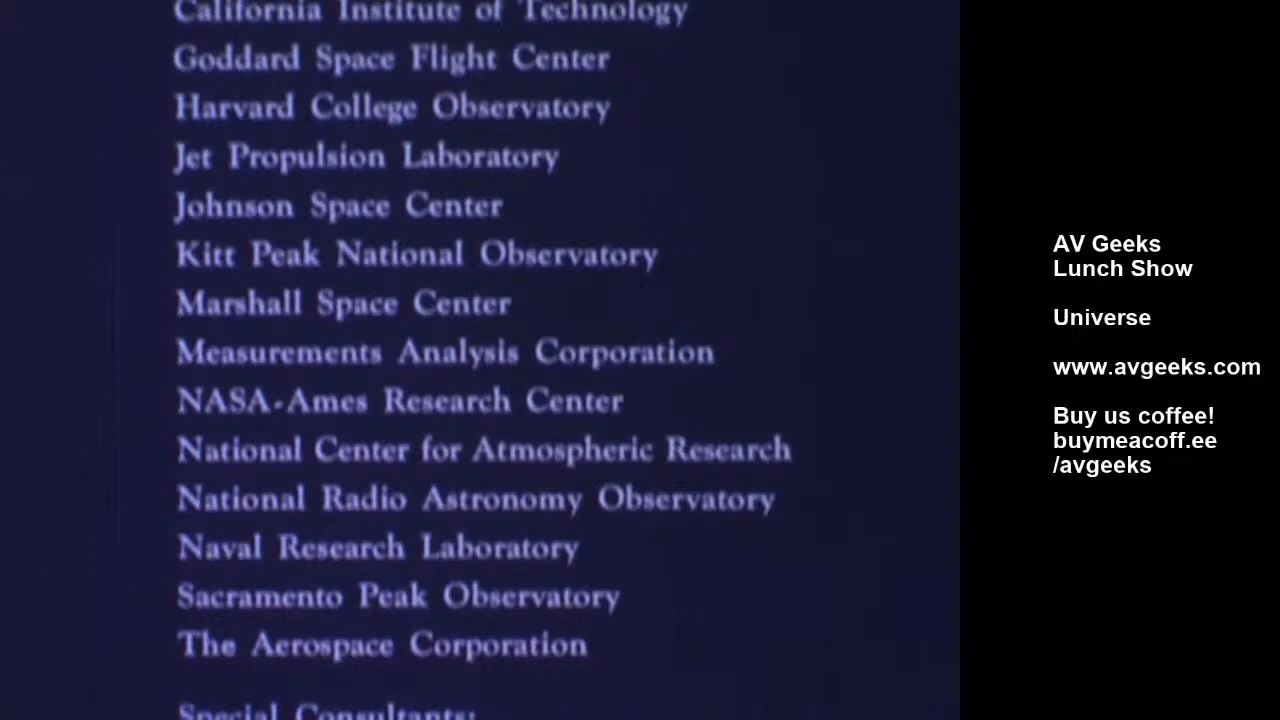 California Institute of Technology
Goddard Space Flight Center
Harvard College Observatory
Jet Propulsion Laboratory
Johnson Space Center
Kitt Peak National Observatory
Marshall Space Center
Measurements Analysis Corporation
NASA-Ames Research Center
National Center for Atmospheric Research
National Radio Astronomy Observatory
Naval Research Laboratory
Sacramento Peak Observatory
The Aerospace Corporation
Special Consultants:
AV Geeks
Lunch Show
Universe
www.avgeeks.com
Buy us coffee!
buymeacoff.ee
/avgeeks